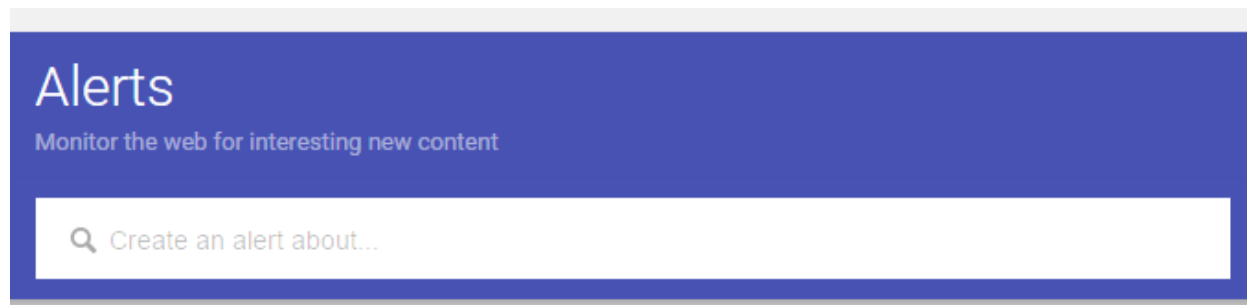 Alerts
Monitor the web for interesting new content
Create an alert about...